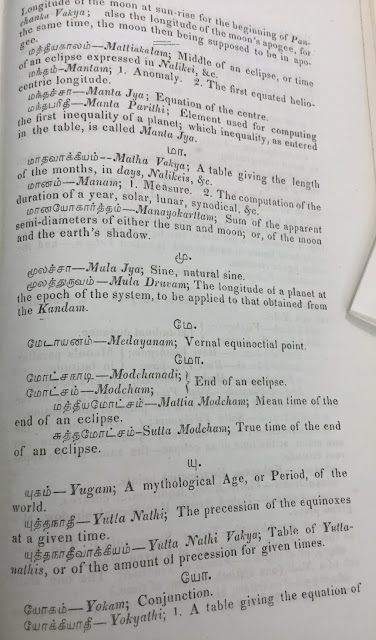 Longitude of the moon at sun-rise for the beginning of Pan-
chanka Vakya; also the longitude of the moon's apogee, for
the same time, the moon then being supposed to be in apo-
gee.
மத்தியகாலம்—Mattiakalam; Middle of an eclipse, or time
of an eclipse expressed in Nalikei, &c.
மந்தம்-Mantam; 1. Anomaly. 2. The first equated helio-
centric longitude.
மந்தச்சா—Manta Jya; Equation of the centre.
மந்தபரிதி—Manta Parithi; Element used for computing
the first inequality of a planet; which inequality, as entered
in the table, is called Manta Jya.
மா.
மாதவாக்கியம்--Matha Vakya; A table giving the length
of the months, in days, Nalikeis, &c.
மானம்—Manam; 1. Measure. 2. The computation of the
duration of a year, solar, lunar, synodical, &c.
மானயோகார்த்தம்—Manayokarttam; Sum of the apparent
semi-diameters of either the sun and moon; or, of the moon
and the earth's shadow.
மு.
மூலச்சா—Mula Jya; Sine, natural sine.
மூலத்துருவம்—Mula Druvam; The longitude of a planet at
the epoch of the system, to be applied to that obtained from
the Kandam.
மே.
மேடாயனம்—Medayanam; Vernal equinoctial point.
மோ.
மோட்சநாடி—Modchanadi; } End of an eclipse.
மோட்சம்—Modcham;
மத்தியமோட்சம்—Mattia Modcham; Mean time of the
end of an eclipse.
சுத்தமோட்சம்-Sutta Modcham; True time of the end
of an eclipse.
யு.
யுகம்—Yugam; A mythological Age, or Period, of the
world.
யுத்தநாதி—Yutta Nathi; The precession of the equinoxes
at a given time.
யுத்தநாதீவாக்கியம்—Yutta Nathi Vakya; Table of Yutta-
nathis, or of the amount of precession for given times.
யோ.
யோகம்—Yokam; Conjunction.
யோக்கியாதி—Yokyathi; 1. A table giving the equation of